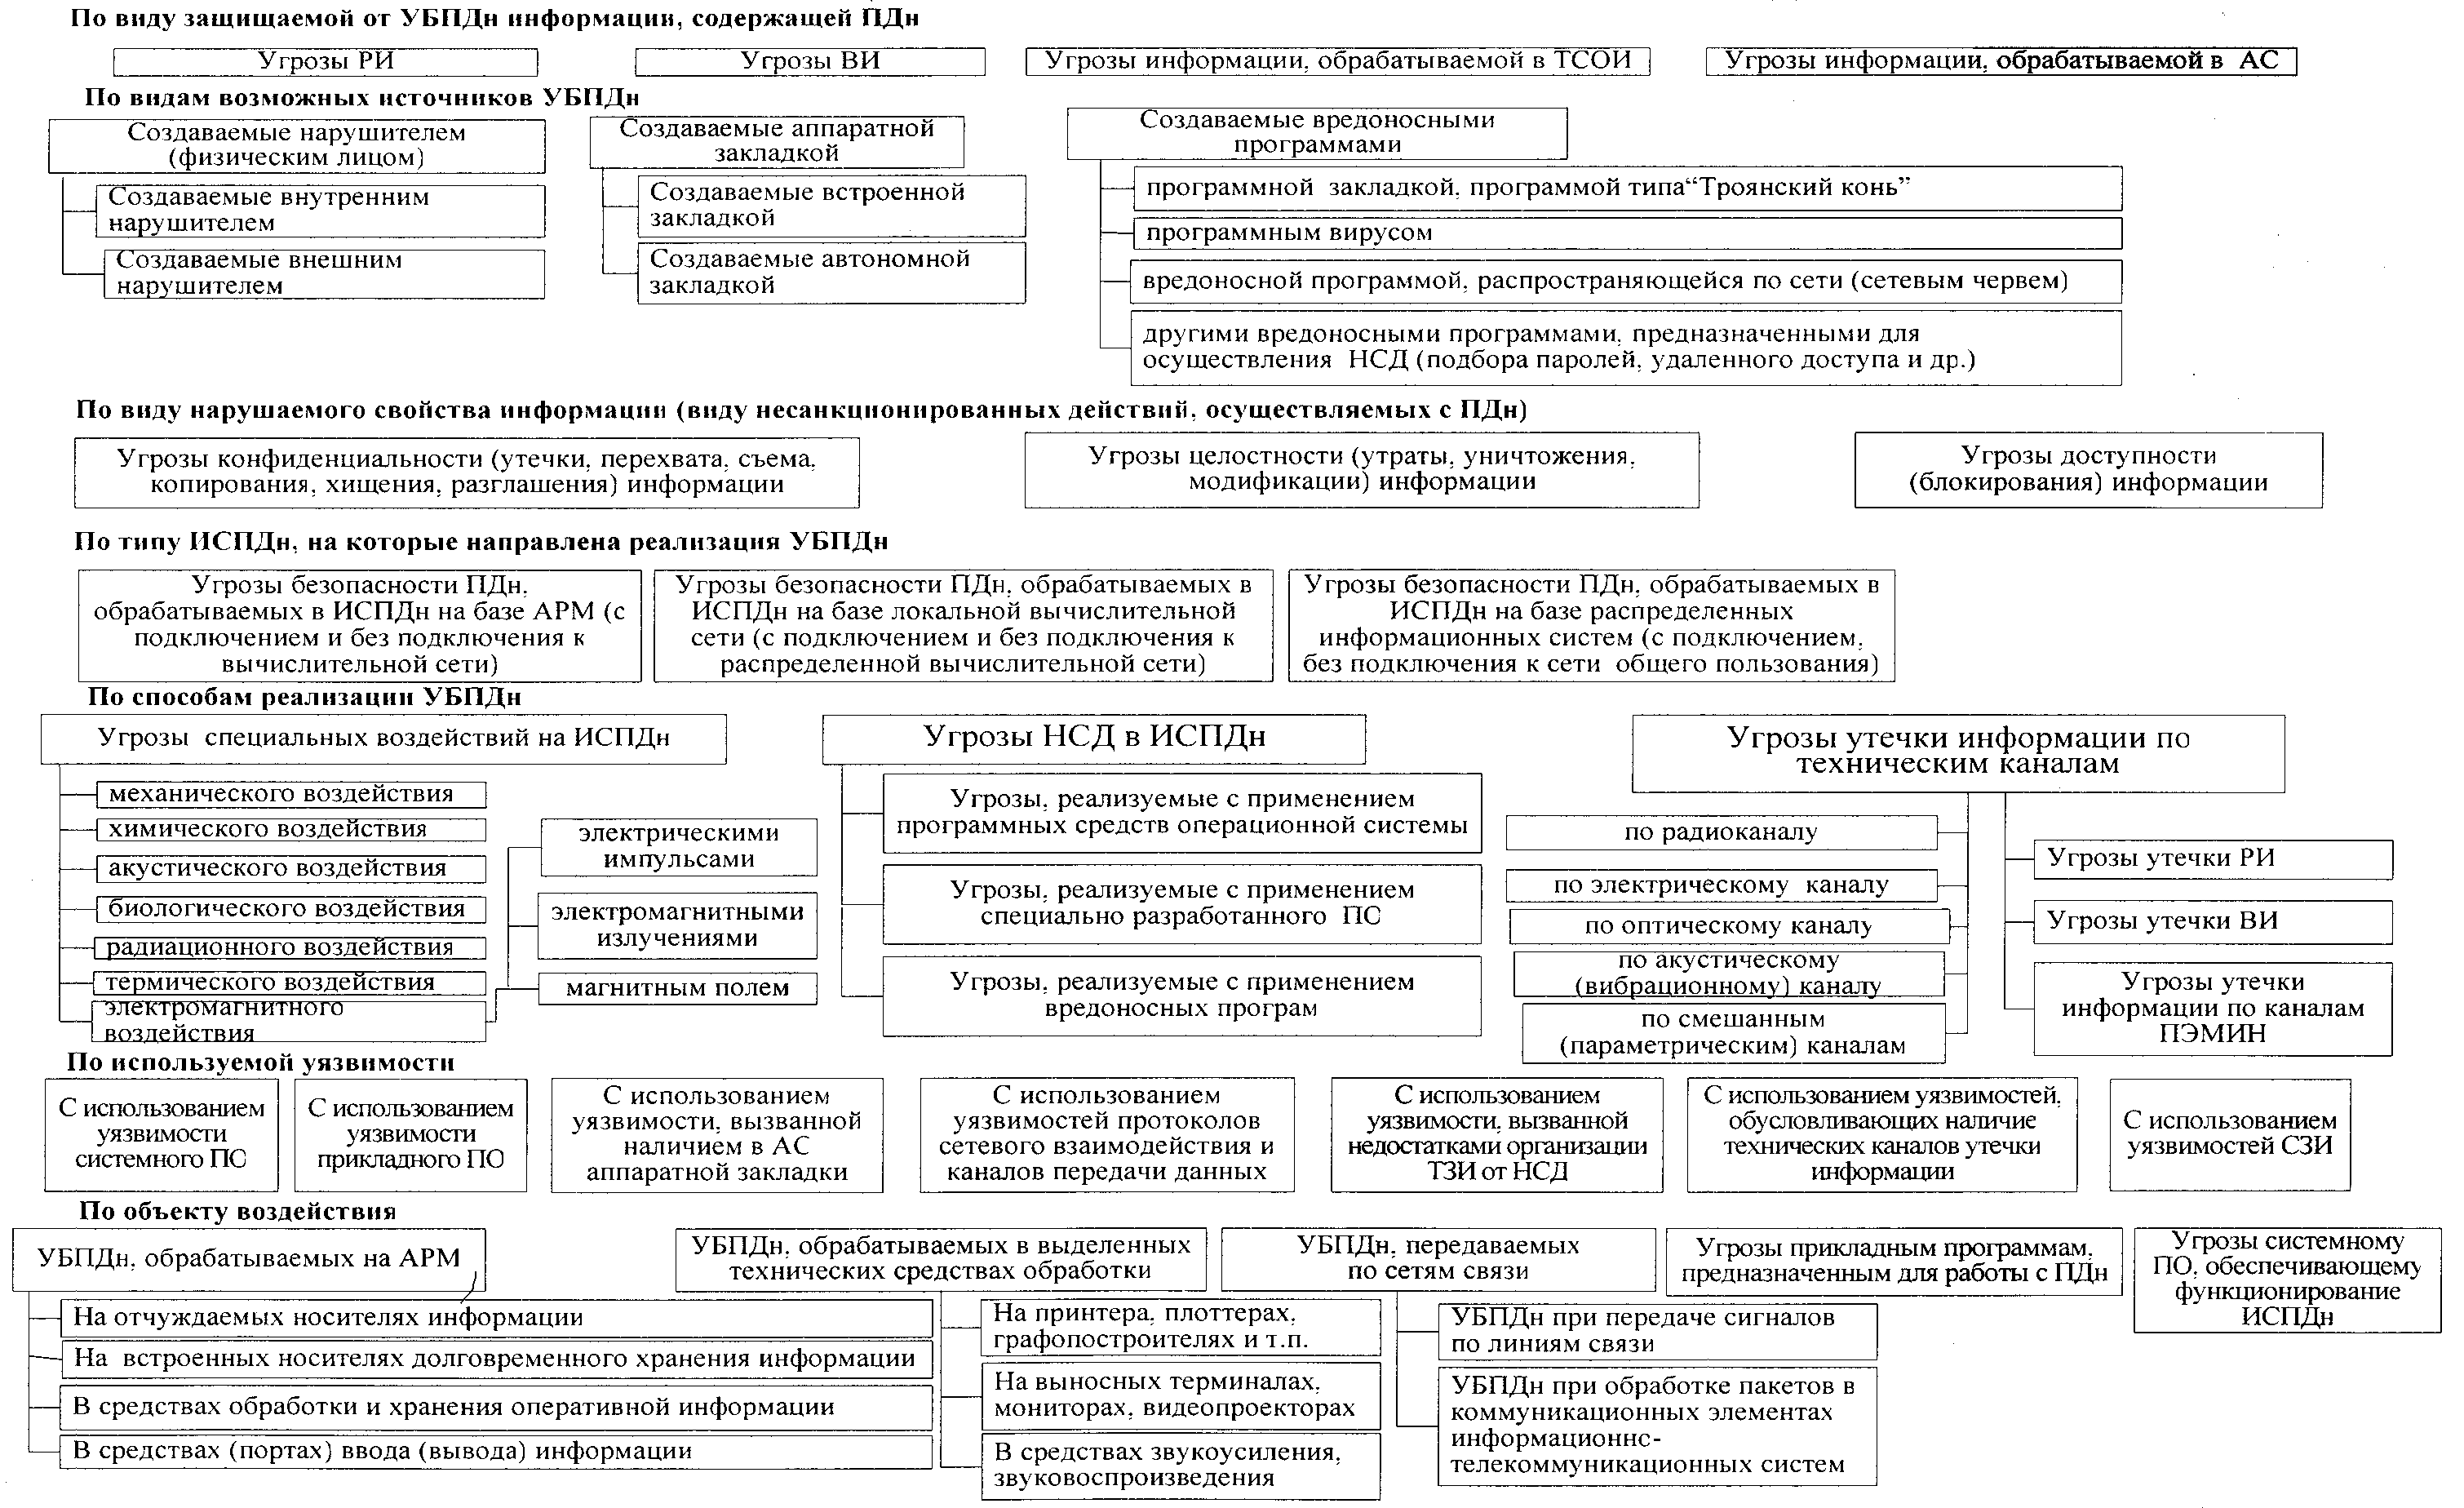 По виду защищаемой от УБПДн информации, содержащей ПДн
Угрозы РИ
Угрозы ВИ
Угрозы информации, обрабатываемой в ТСОИ
Угрозы информации, обрабатываемой в АС
По видам возможных источников УБПДн
Создаваемые нарушителем
(физическим лицом)
Создаваемые внутренним
нарушителем
Создаваемые внешним
нарушителем
Создаваемые аппаратной
закладкой
Создаваемые встроенной
закладкой
Создаваемые автономной
закладкой
Создаваемые вредоносными
программами
программной закладкой, программой типа“Троянский конь”
программным вирусом
вредоносной программой, распространяющейся по сети (сетевым червем)
другими вредоносными программами, предназначенными для
осуществления НСД (подбора паролей, удаленного доступа и др.)
По виду нарушаемого свойства информации (виду несанкционированных действий, осуществляемых с ПДн)
Угрозы конфиденциальности (утечки, перехвата, съема,
копирования, хищения, разглашения) информации
Угрозы целостности (утраты, уничтожения,
модификации) информации
Угрозы доступности
(блокирования) информации
По типу ИСПДн, на которые направлена реализация УБПДн
Угрозы безопасности ПДн,
обрабатываемых в ИСПДн на базе АРМ (с
подключением и без подключения к
вычислительной сети)
Угрозы безопасности ПДн, обрабатываемых в
ИСПДн на базе локальной вычислительной
сети (с подключением и без подключения к
распределенной вычислительной сети)
Угрозы безопасности ПДн, обрабатываемых в
ИСПДн на базе распределенных
информационных систем (с подключением,
без подключения к сети общего пользования)
По способам реализации УБПДн
Угрозы специальных воздействий на ИСПДн
механического воздействия
химического воздействия
акустического воздействия
биологического воздействия
радиационного воздействия
термического воздействия
электромагнитного
воздействия
электрическими
импульсами
электромагнитными
излучениями
магнитным полем
Угрозы НСД в ИСПДн
Угрозы, реализуемые с применением
программных средств операционной системы
Угрозы, реализуемые с применением
специально разработанного ПО
Угрозы, реализуемые с применением
вредоносных програм
Угрозы утечки информации по
техническим каналам
по радиоканалу
по электрическому каналу
по оптическому каналу
по акустическому
(вибрационному) каналу
по смешанным
(параметрическим) каналам
Угрозы утечки РИ
Угрозы утечки ВИ
Угрозы утечки
информации по каналам
ПЭМИН
По используемой уязвимости
С использованием
уязвимости
системного ПО
С использованием
уязвимости
прикладного ПО
С использованием
уязвимости, вызванной
наличием в АС
аппаратной закладки
С использованием
уязвимостей протоколов
сетевого взаимодействия и
каналов передачи данных
С использованием
уязвимости, вызванной
недостатками организации
ТЗИ от НСД
С использованием уязвимостей,
обусловливающих наличие
технических каналов утечки
информации
С использованием
уязвимостей СЗИ
По объекту воздействия
УБПДн, обрабатываемых на АРМ
На отчуждаемых носителях информации
На встроенных носителях долговременного хранения информации
В средствах обработки и хранения оперативной информации
В средствах (портах) ввода (вывода) информации
УБПДн, обрабатываемых в выделенных
технических средствах обработки
На принтера, плоттерах,
графопостроителях и т.п.
На выносных терминалах,
мониторах, видеопроекторах
В средствах звукоусиления,
звуковоспроизведения
УБПДн, передаваемых
по сетям связи
УБПДн при передаче сигналов
по линиям связи
УБПДн при обработке пакетов в
коммуникационных элементах
информационно-
телекоммуникационных систем
Угрозы прикладным программам,
предназначенным для работы с ПДн
Угрозы системному
ПО, обеспечивающему
функционирование
ИСПДн